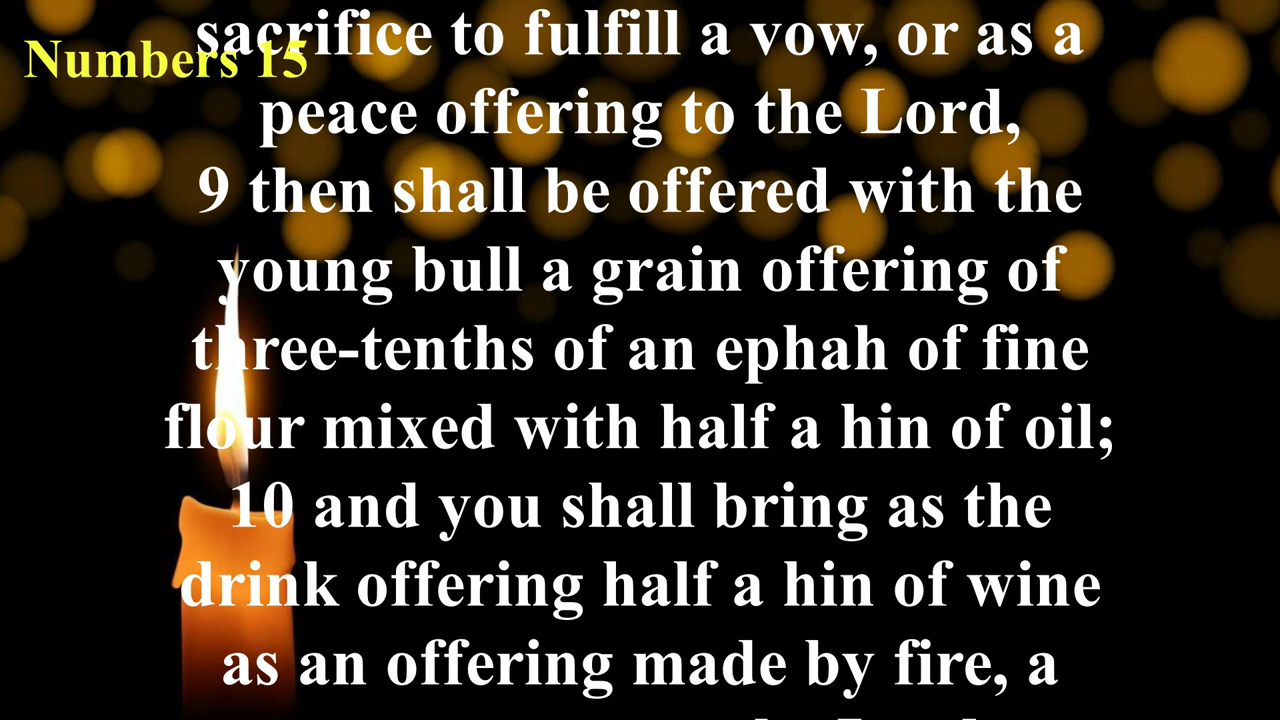 Numbers 15
sacrifice to fulfill a vow, or as a
peace offering to the Lord,
9 then shall be offered with the
young bull a grain offering of
three-tenths of an ephah of fine
flour mixed with half a hin of oil;
10 and you shall bring as the
drink offering half a hin of wine
as an offering made by fire, a